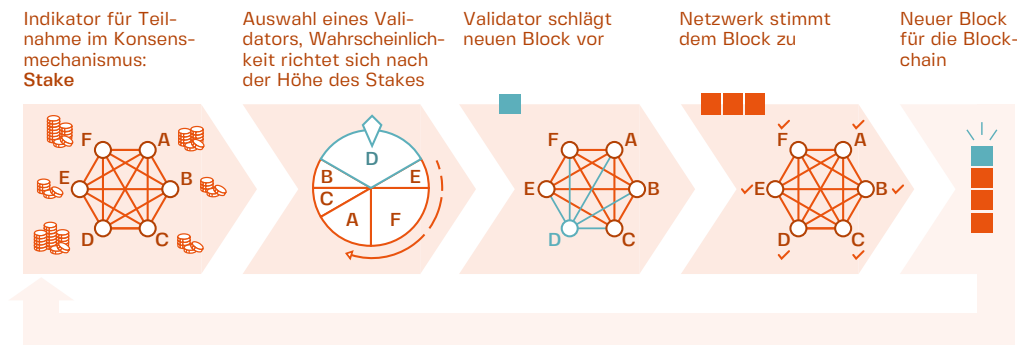 Indikator für Teil-
nahme im Konsens-
mechanismus:
Stake
Auswahl eines Vali-
dators, Wahrscheinlich-
keit richtet sich nach
der Höhe des Stakes
Validator schlägt
neuen Block vor
Netzwerk stimmt
dem Block zu
Neuer Block
für die Block-
chain
F
A
E
B
D
C
D
B
E
C
A
F
F
A
E
B
D
C
F
A
E
B
D
C